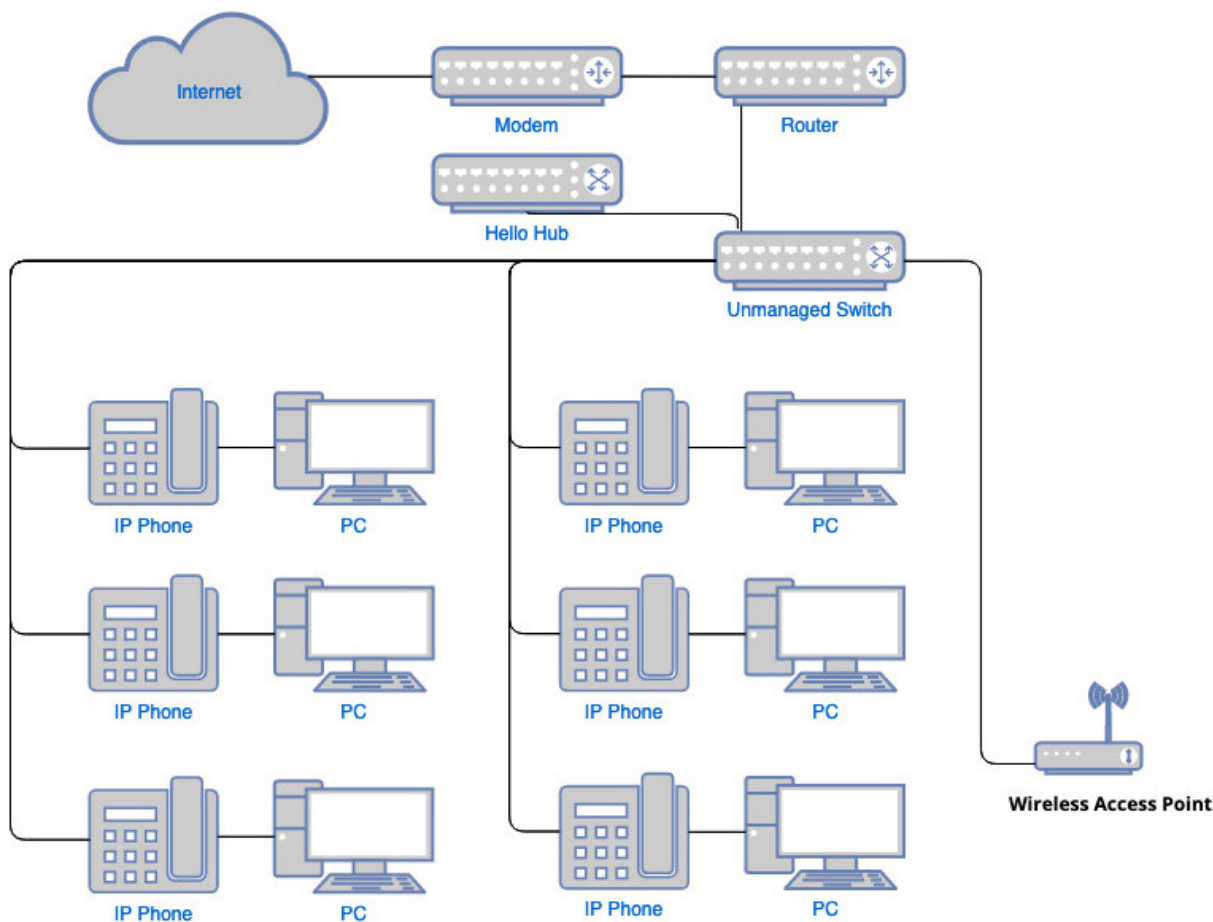 Internet
Modem
Router
Hello Hub
Unmanaged Switch
IP Phone
PC
IP Phone
PC
IP Phone
PC
IP Phone
PC
Wireless Access Point
IP Phone
PC
IP Phone
PC